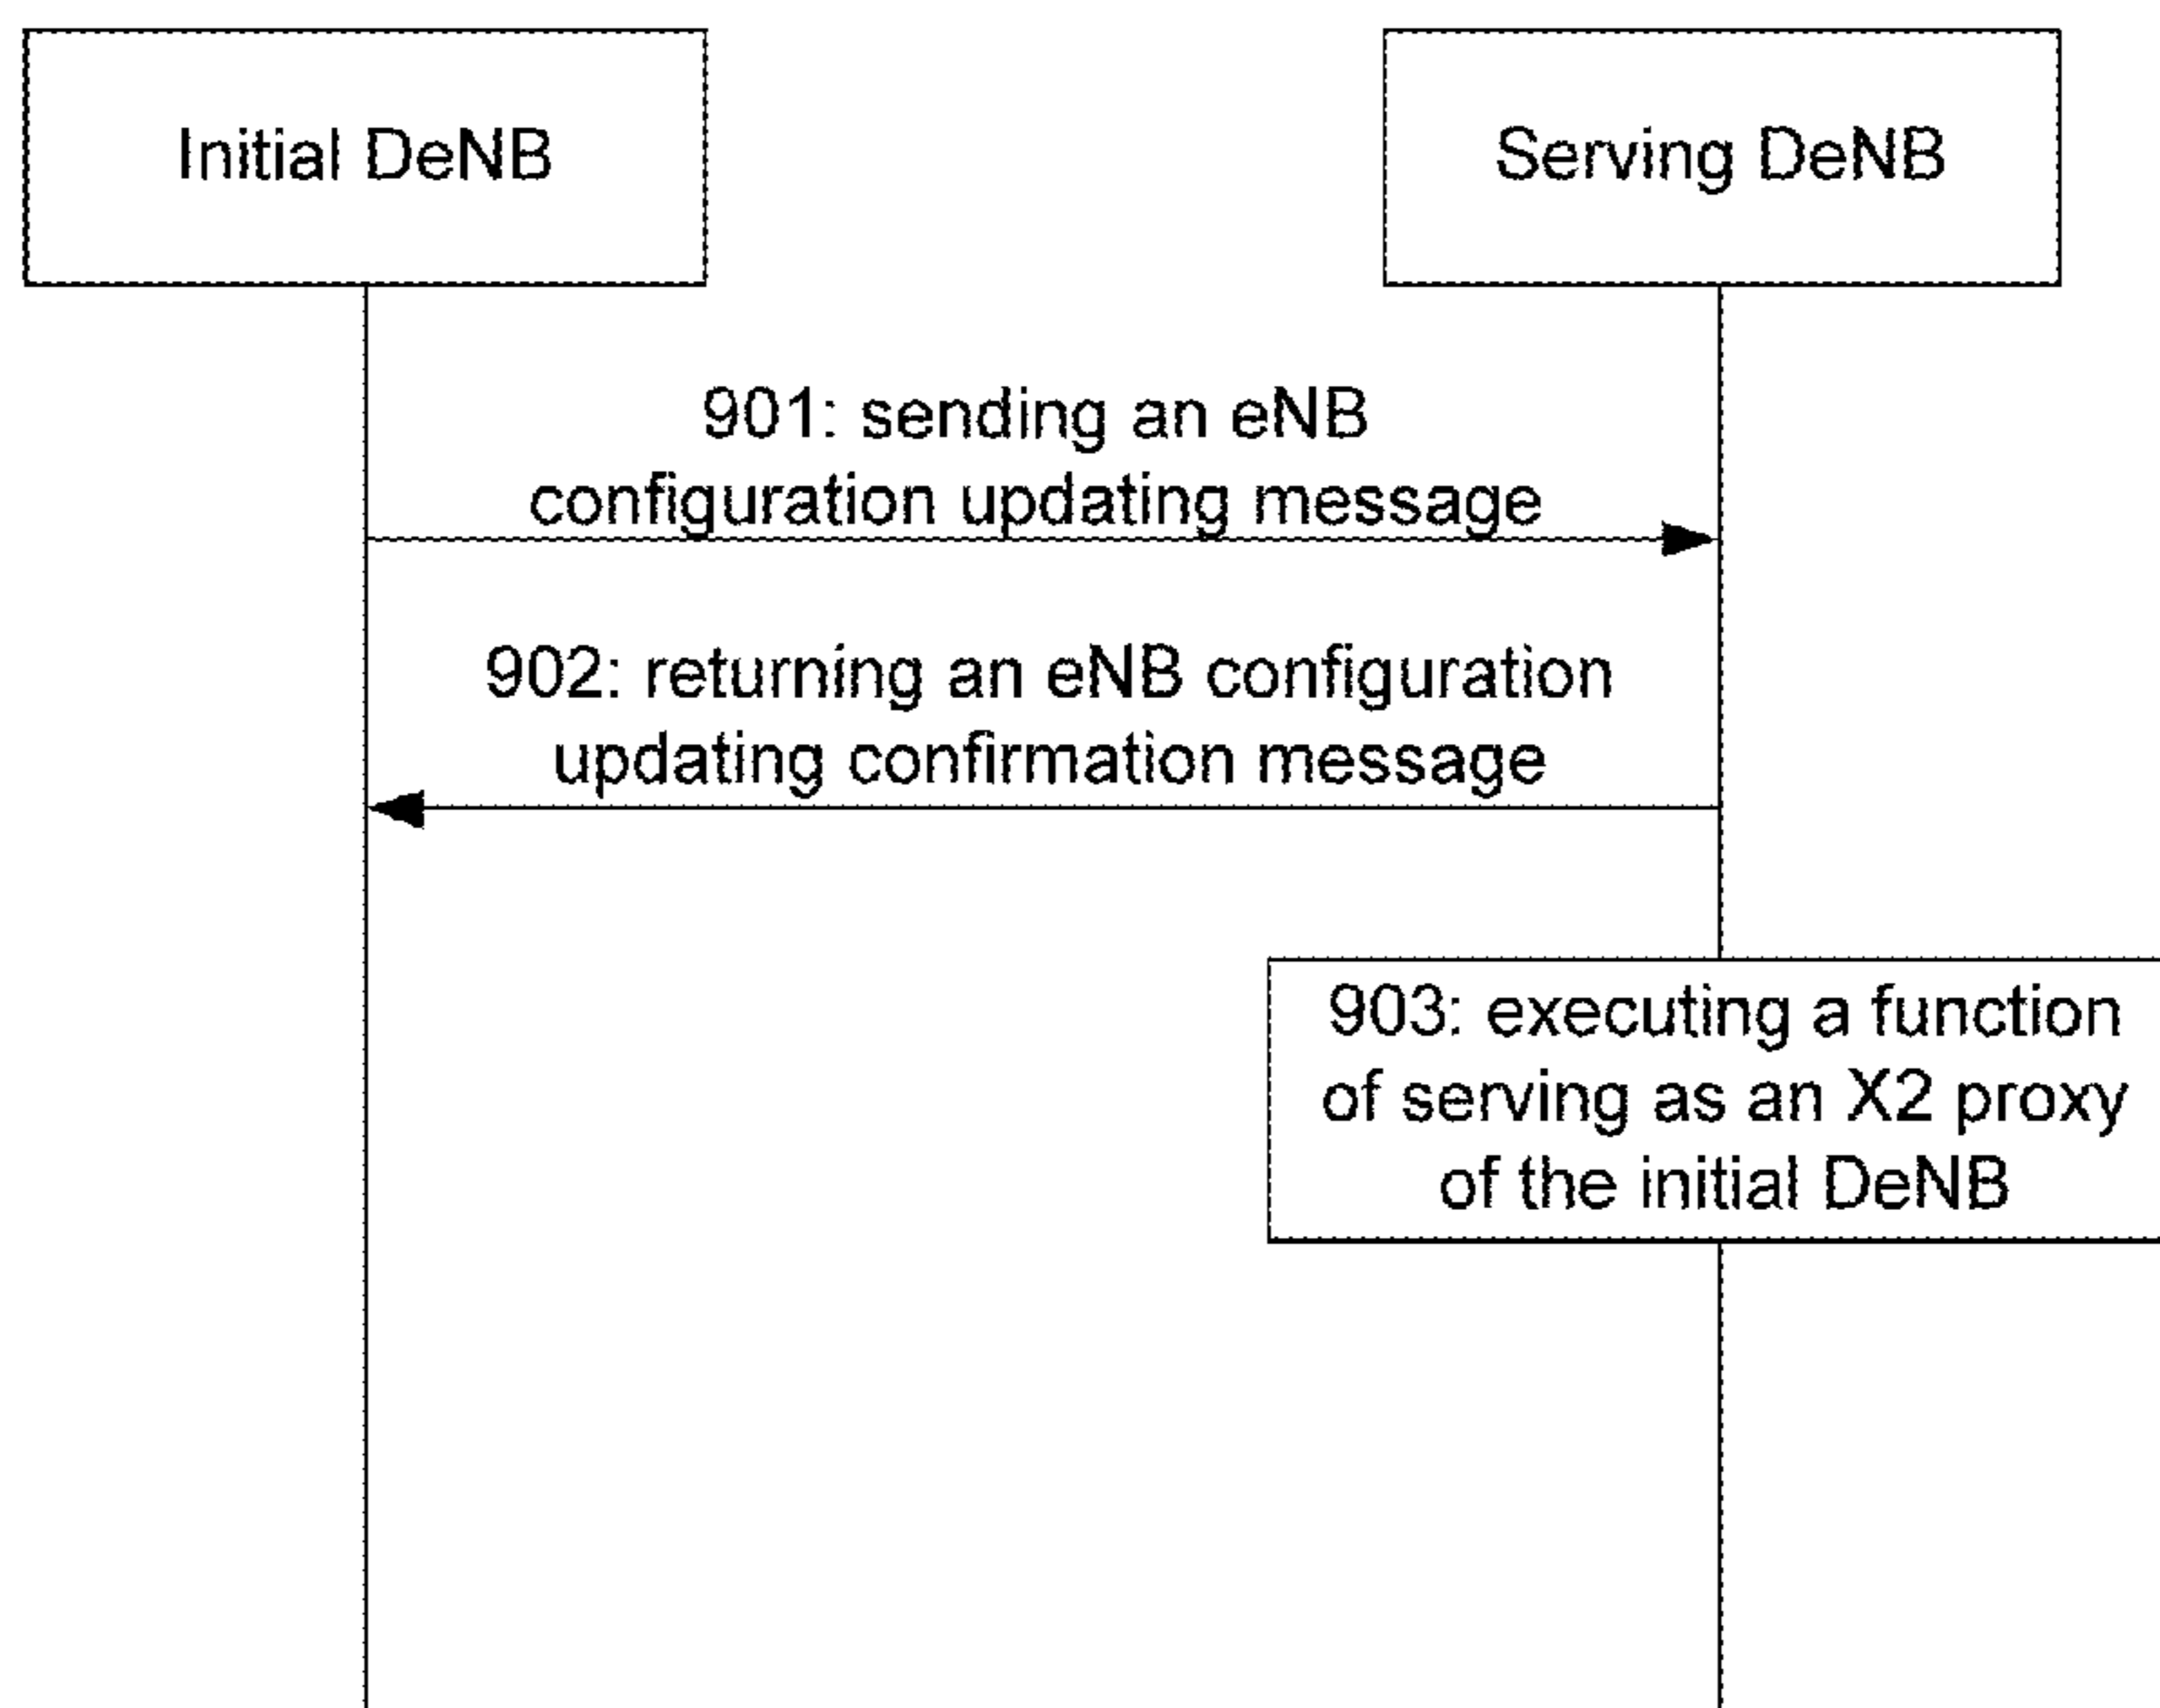 Initial DeNB
Serving DeNB
901: sending an eNB
configuration updating message
902: returning an eNB configuration
updating confirmation message
903: executing a function
of serving as an X2 proxy
of the initial DeNB